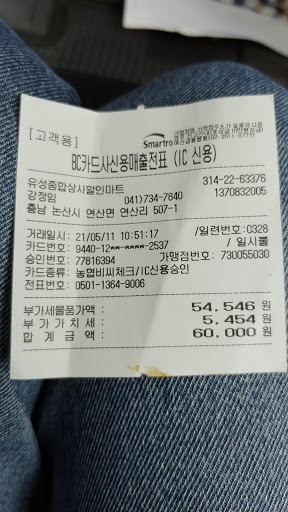 [고객용]
Smartro
BC카드사신용매출전표 (IC 신용)
유성종합상사할인마트 314-22-63376
강정임 041)734-7840 1370832005
충남 논산시 연산면 연산리 507-1
거래일시: 21/05/11 10:51:17 /일련번호:0328
카드번호: 9440-12**-****-2537 / 일시불
승인번호: 77816394 가맹점번호: 730055030
카드종류: 농협비씨체크/IC신용승인
전표번호: 0501-1364-9006
부가세물품가액 : 54,546 원
부 가 가 치 세 : 5,454 원
합 계 금 액 : 60,000 원